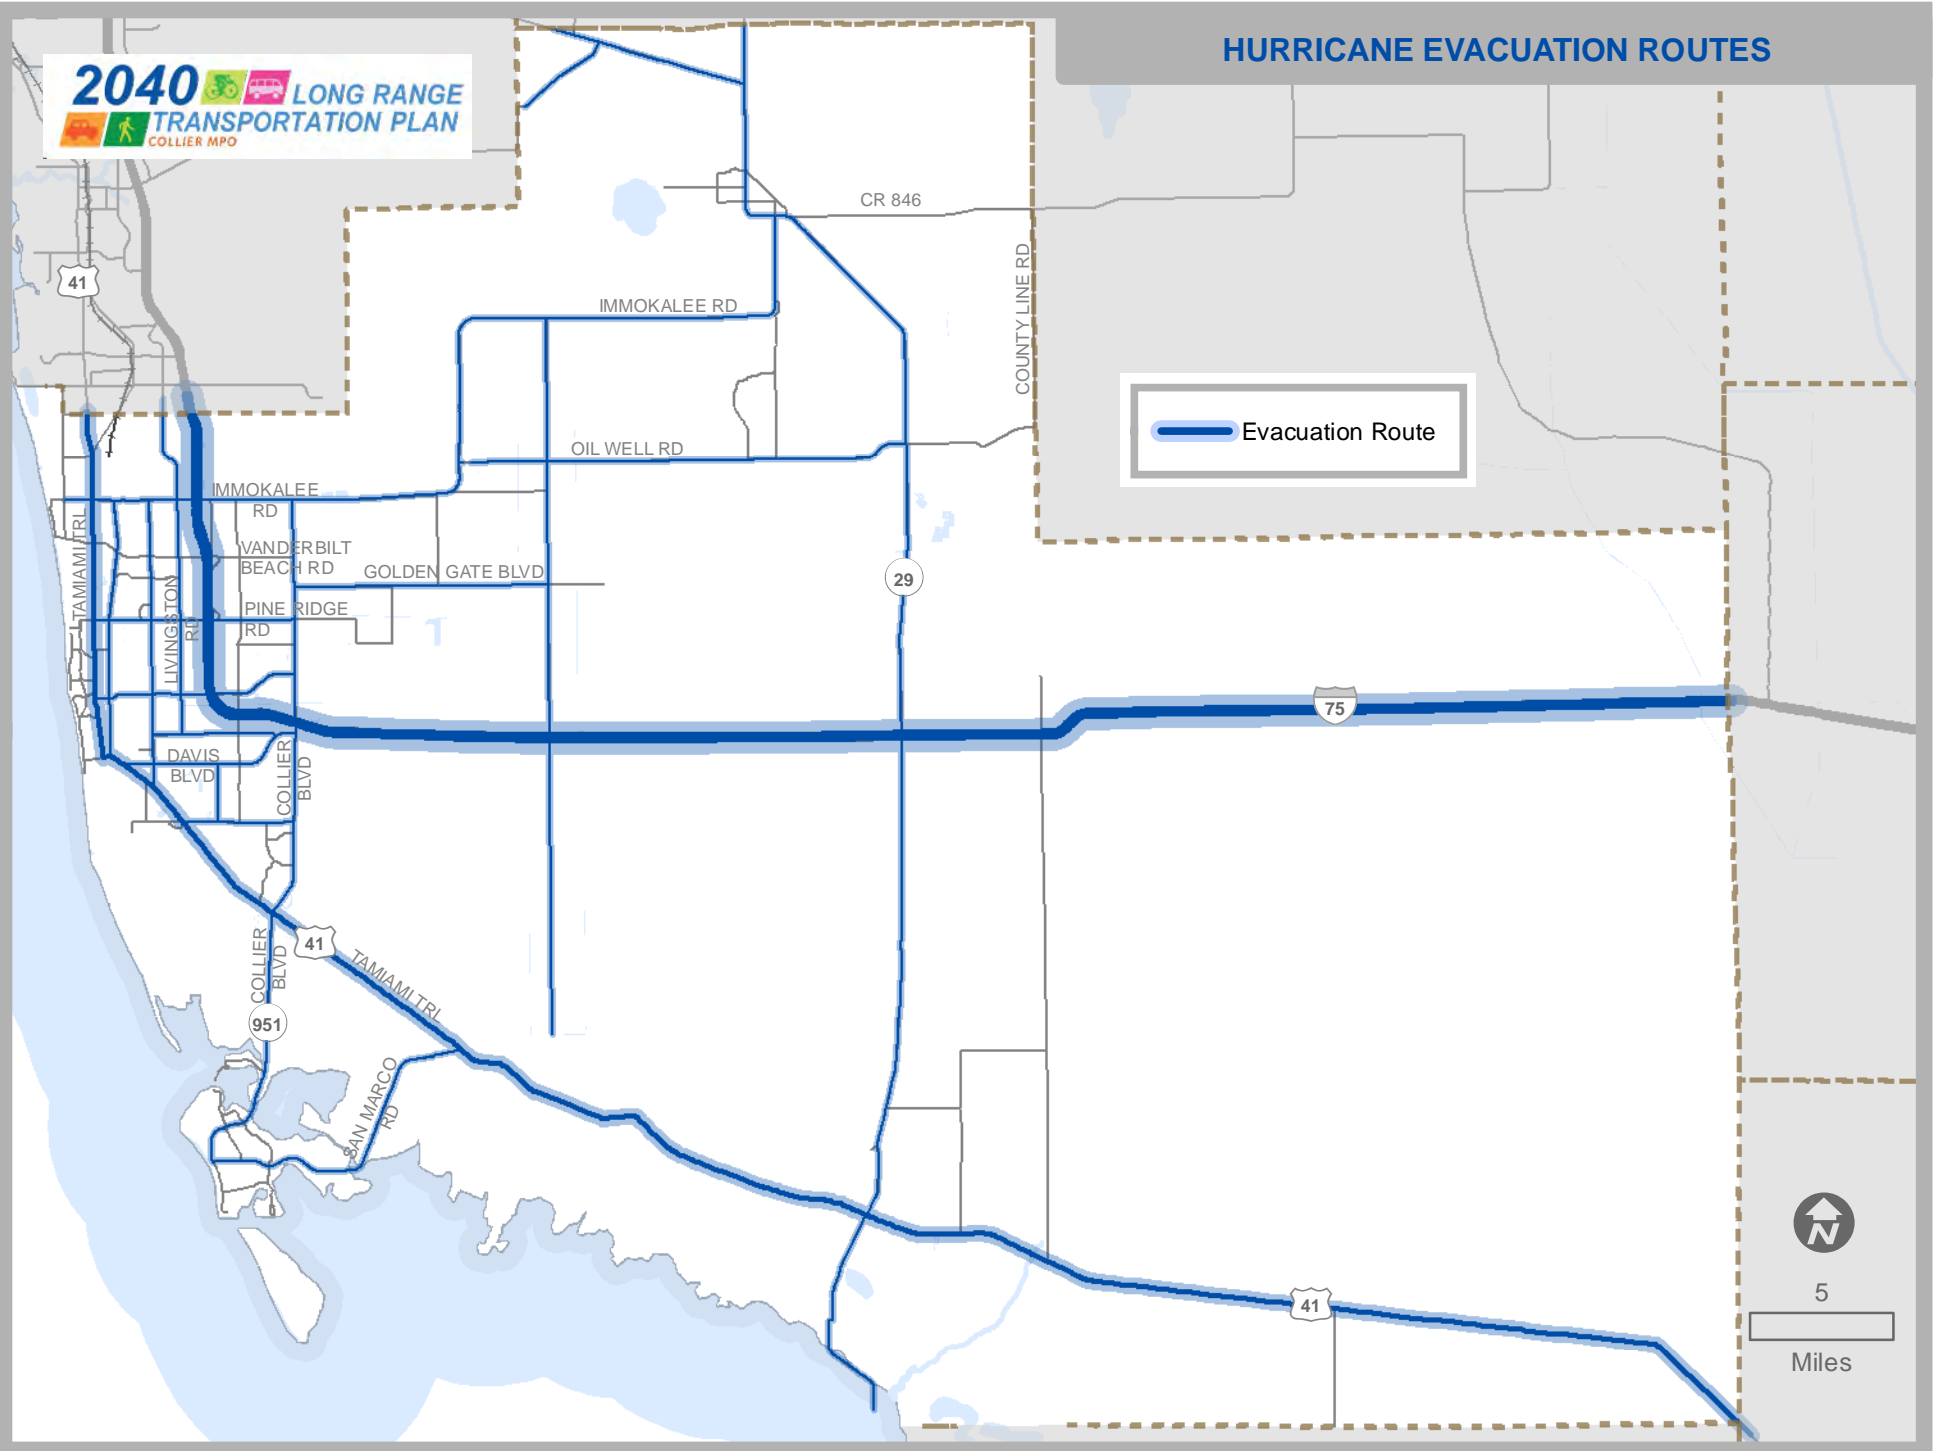 HURRICANE EVACUATION ROUTES
2040 LONG RANGE
TRANSPORTATION PLAN
COLLIER MPO
CR 846
41
IMMOKALEE RD
COUNTY LINE RD
Evacuation Route
OIL WELL RD
IMMOKALEE
RD
TAMIAMI TRL
VANDERBILT
BEACH RD
GOLDEN GATE BLVD
29
LIVINGSTON
RD
PINE RIDGE
RD
75
DAVIS
BLVD
COLLIER
BLVD
41
COLLIER
BLVD
TAMIAMI TRL
951
SAN MARCO
RD
N
5
41
Miles